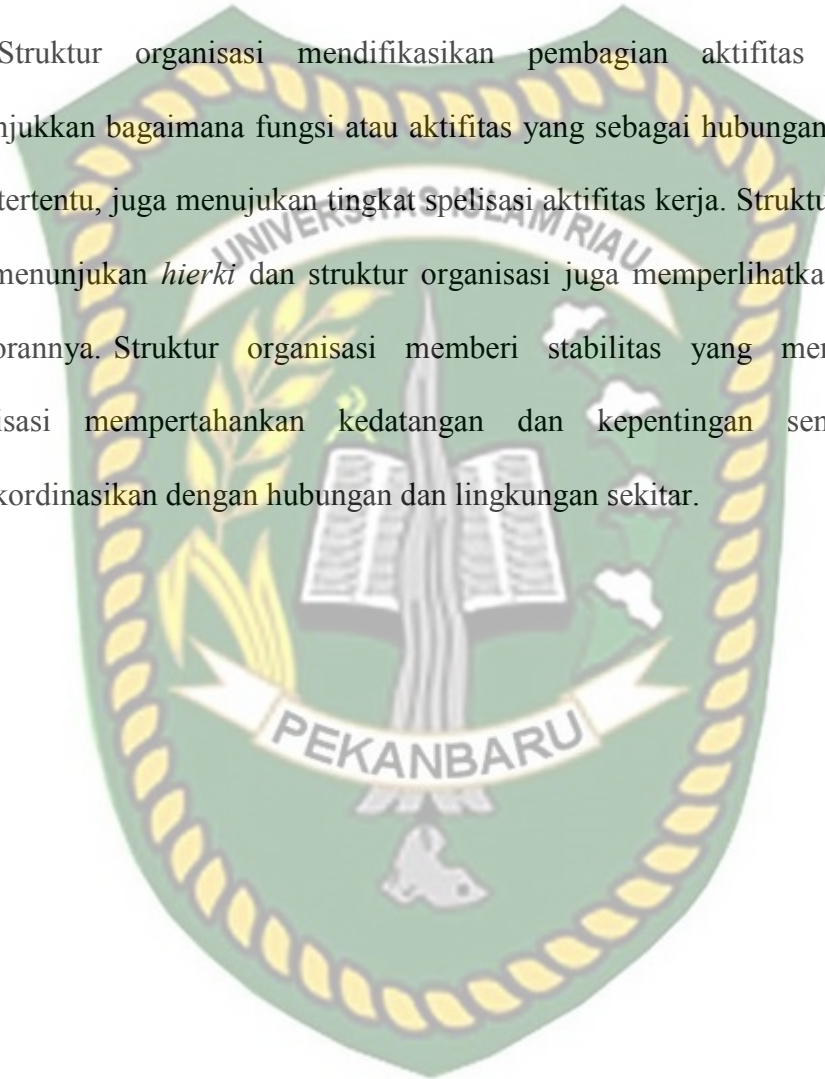 Struktur organisasi mendifikasikan pembagian aktifitas
njukkan bagaimana fungsi atau aktifitas yang sebagai hubungan
tertentu, juga menujukan tingkat spelisasi aktifitas kerja. Struktu
menunjukan hierki dan struktur organisasi juga memperlihatka
orannya. Struktur organisasi memberi stabilitas yang men
isasi mempertahankan kedatangan dan kepentingan sen
kordinasikan dengan hubungan dan lingkungan sekitar.
UNIVERSITAS ISLAM RIAU
PEKANBARU